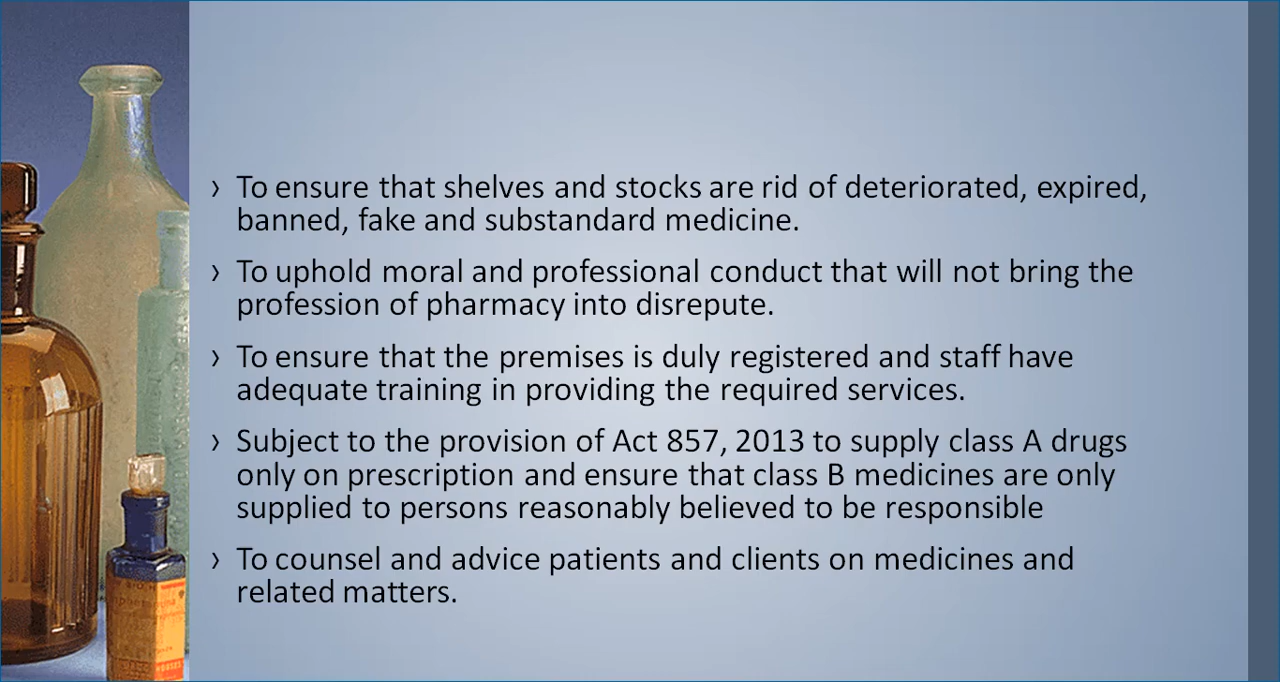 › To ensure that shelves and stocks are rid of deteriorated, expired,
banned, fake and substandard medicine.
› To uphold moral and professional conduct that will not bring the
profession of pharmacy into disrepute.
› To ensure that the premises is duly registered and staff have
adequate training in providing the required services.
› Subject to the provision of Act 857, 2013 to supply class A drugs
only on prescription and ensure that class B medicines are only
supplied to persons reasonably believed to be responsible
› To counsel and advice patients and clients on medicines and
related matters.